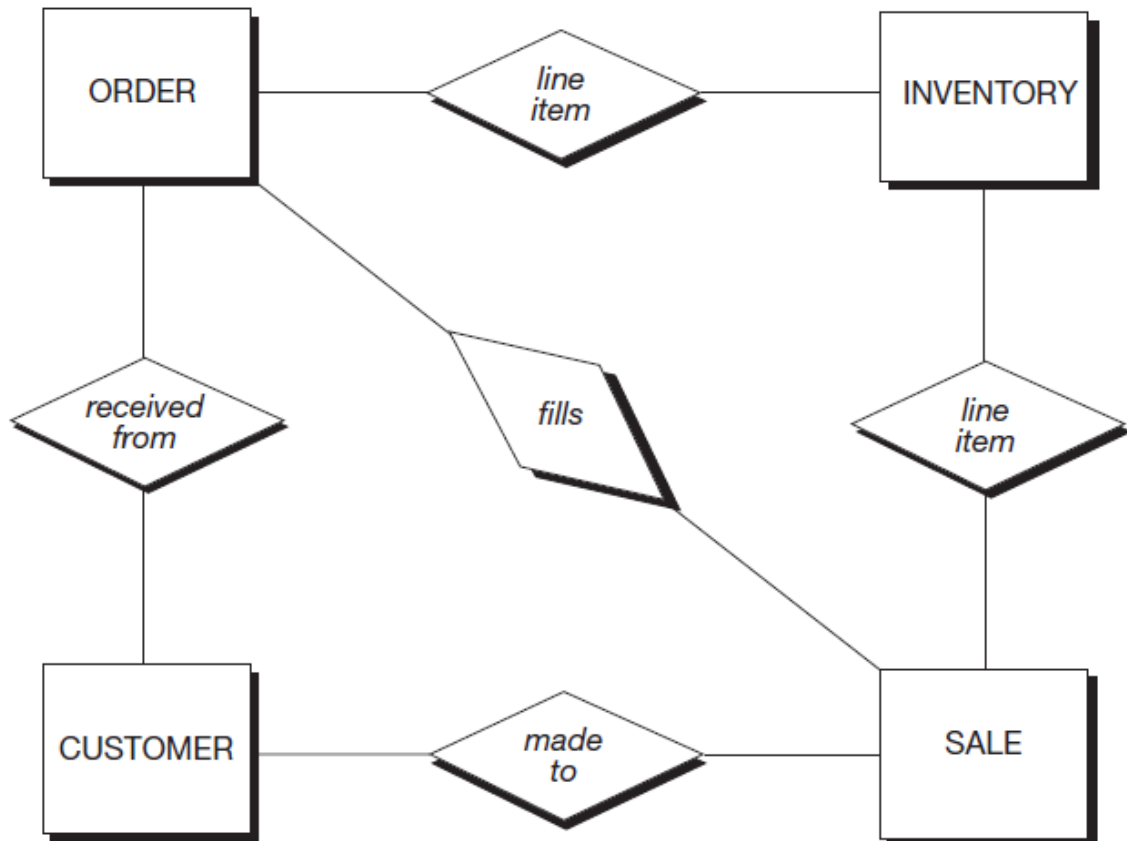 ORDER
line
item
INVENTORY
received
from
fills
line
item
CUSTOMER
made
to
SALE